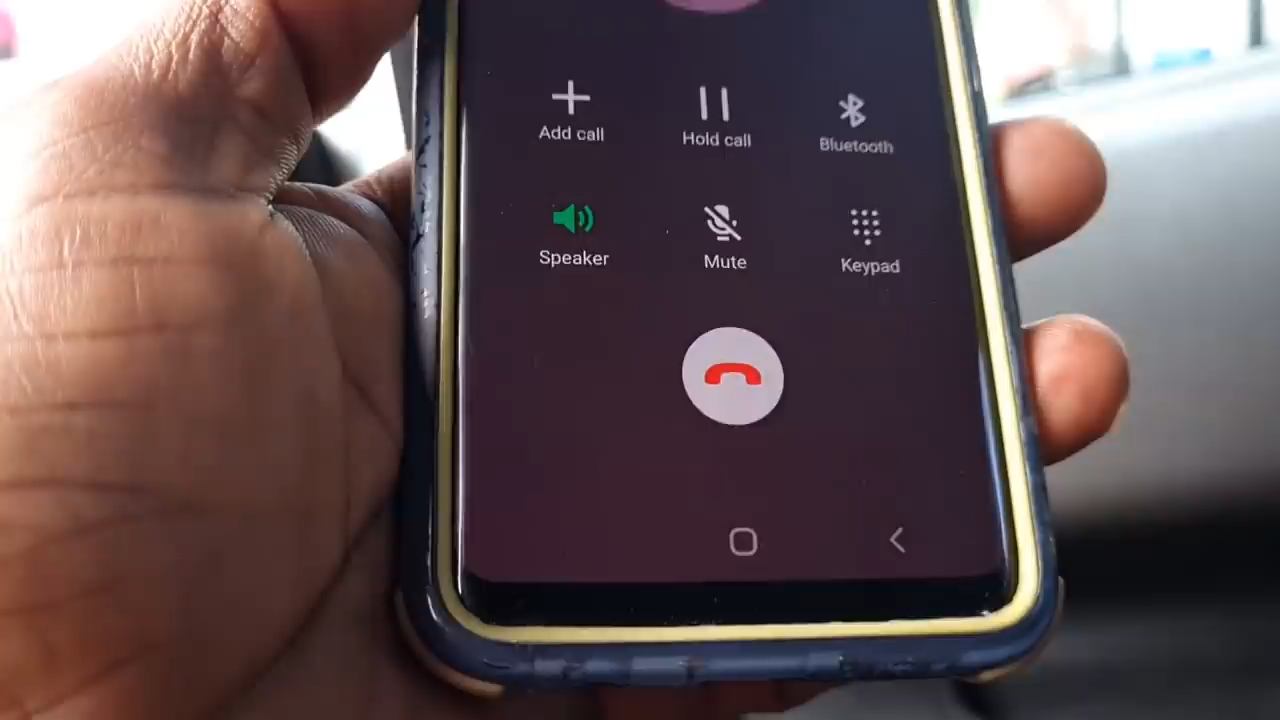 Add call
Hold call
Bluetooth
Speaker
Mute
Keypad